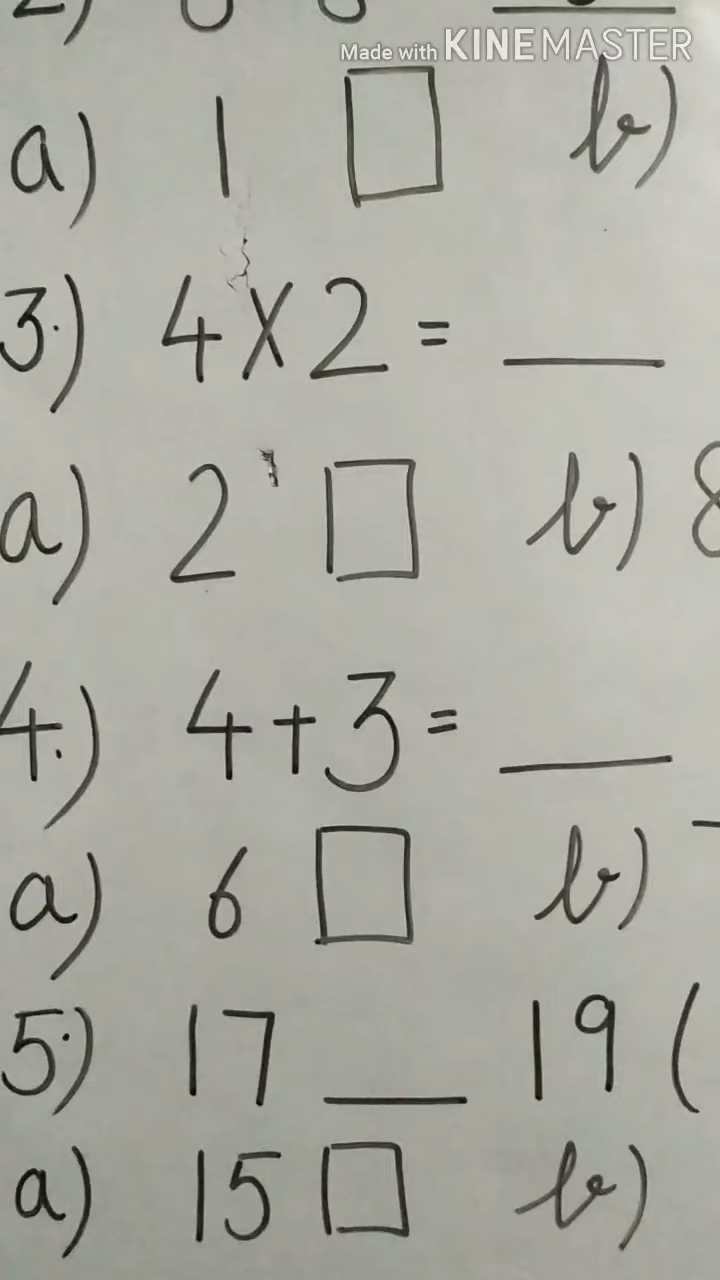 Made with KINEMASTER
a) 1 b)
3.) 4 X 2 = ___
a) 2 b) 8
4.) 4 + 3 = ___
a) 6 b)
5.) 17 ___ 19 (
a) 15 b)